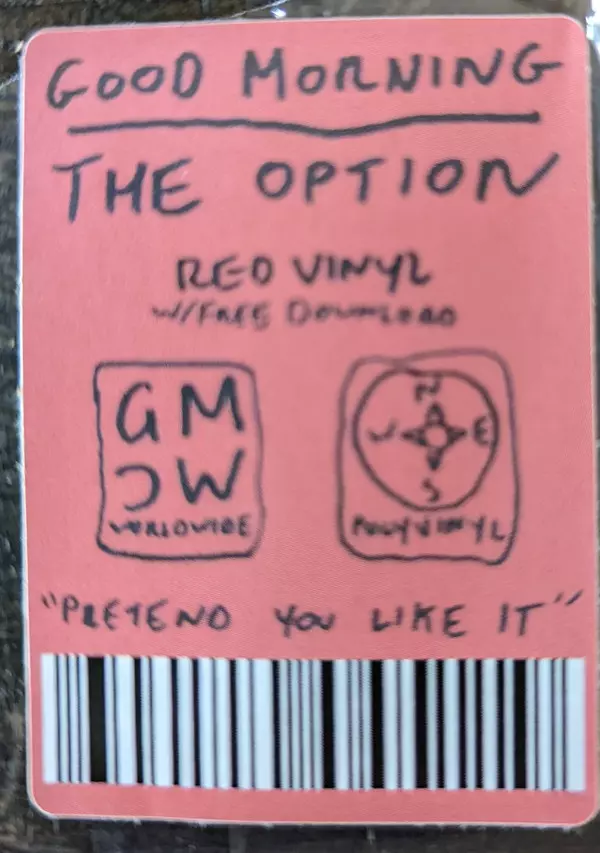 GOOD MORNING
THE OPTION
RED VINYL
W/FREE DOWNLOAD
GM
WORLDWIDE
N
W E
S
POLYVINYL
"PRETEND YOU LIKE IT"